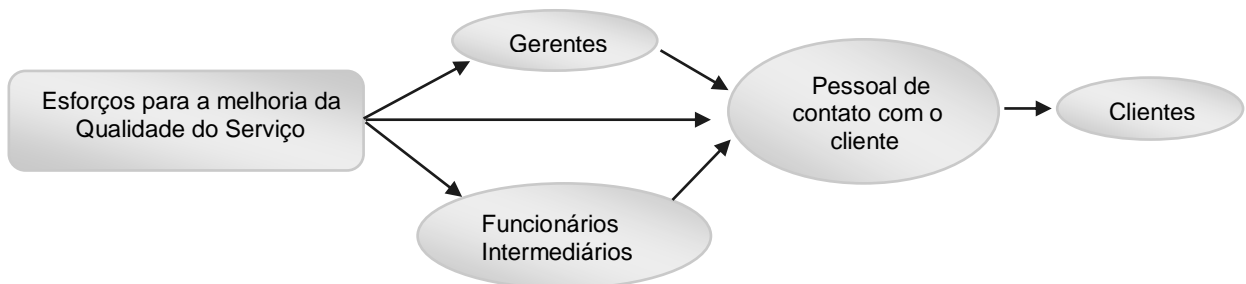 Esforços para a melhoria da
Qualidade do Serviço
Gerentes
Funcionários
Intermediários
Pessoal de
contato com o
cliente
Clientes